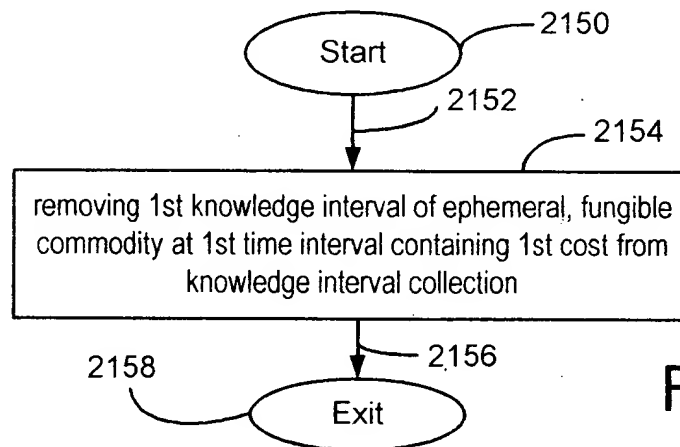 Start
2150
2152
2154
removing 1st knowledge interval of ephemeral, fungible
commodity at 1st time interval containing 1st cost from
knowledge interval collection
2156
2158
Exit